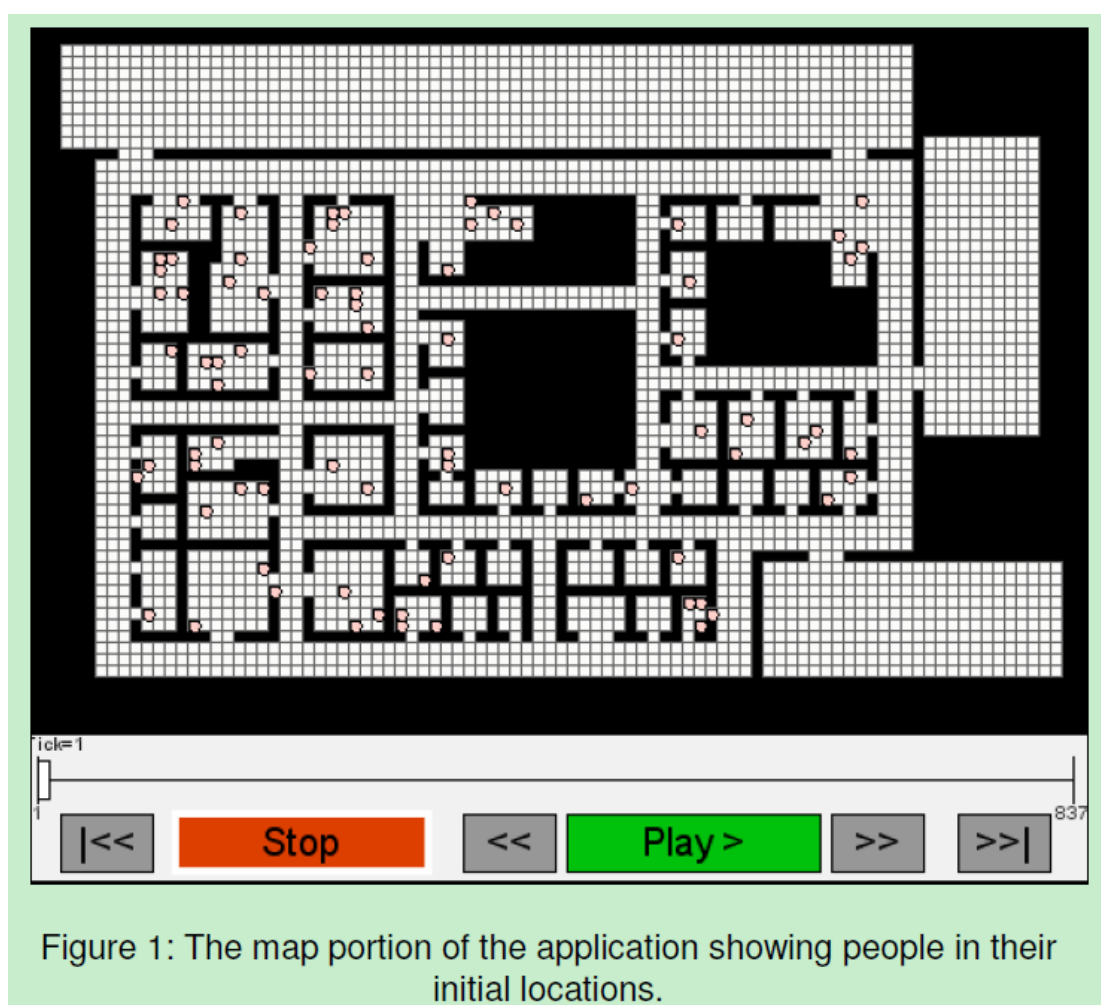 Tick=1
1
837
|<<
Stop
<<
Play >
>>
>>|
Figure 1: The map portion of the application showing people in their
initial locations.